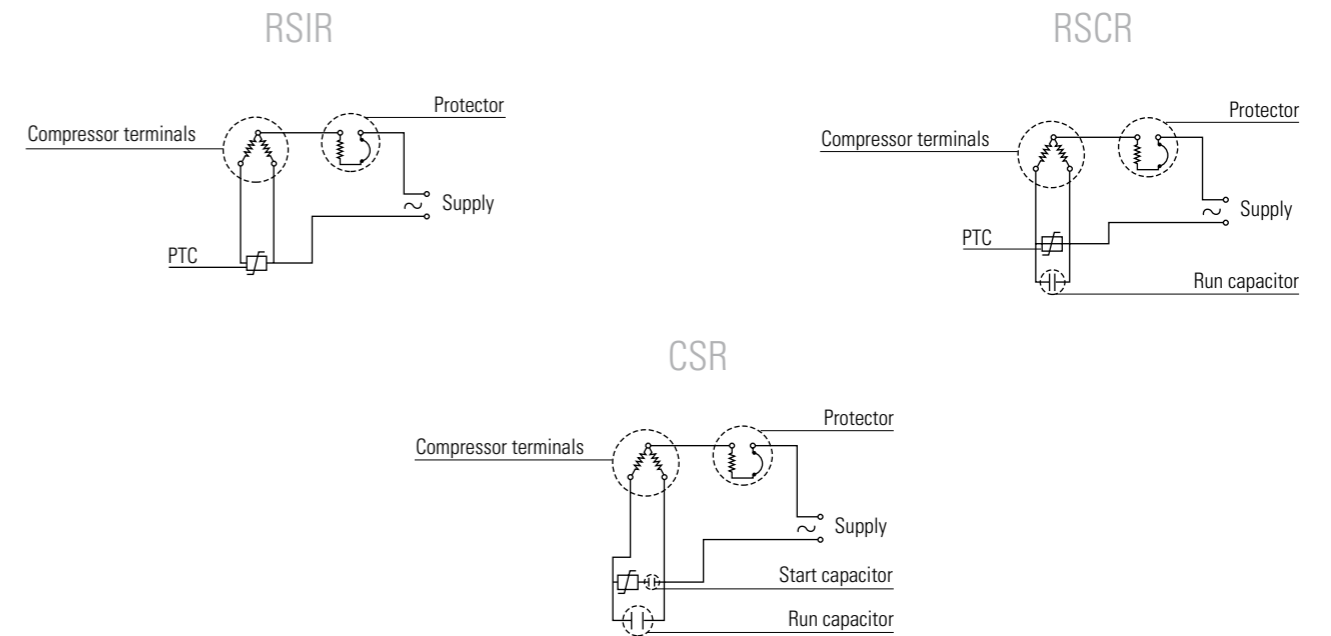 RSIR
Protector
Compressor terminals
Supply
PTC
RSCR
Protector
Compressor terminals
Supply
PTC
Run capacitor
CSR
Protector
Compressor terminals
Supply
Start capacitor
Run capacitor